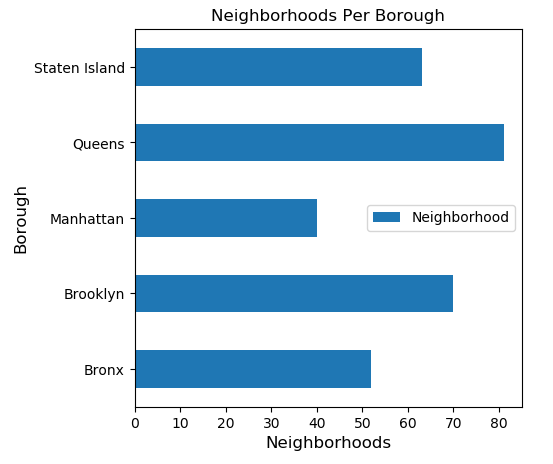 Neighborhoods Per Borough
Staten Island
Queens
Manhattan
Brooklyn
Bronx
Borough
Neighborhood
0 10 20 30 40 50 60 70 80
Neighborhoods